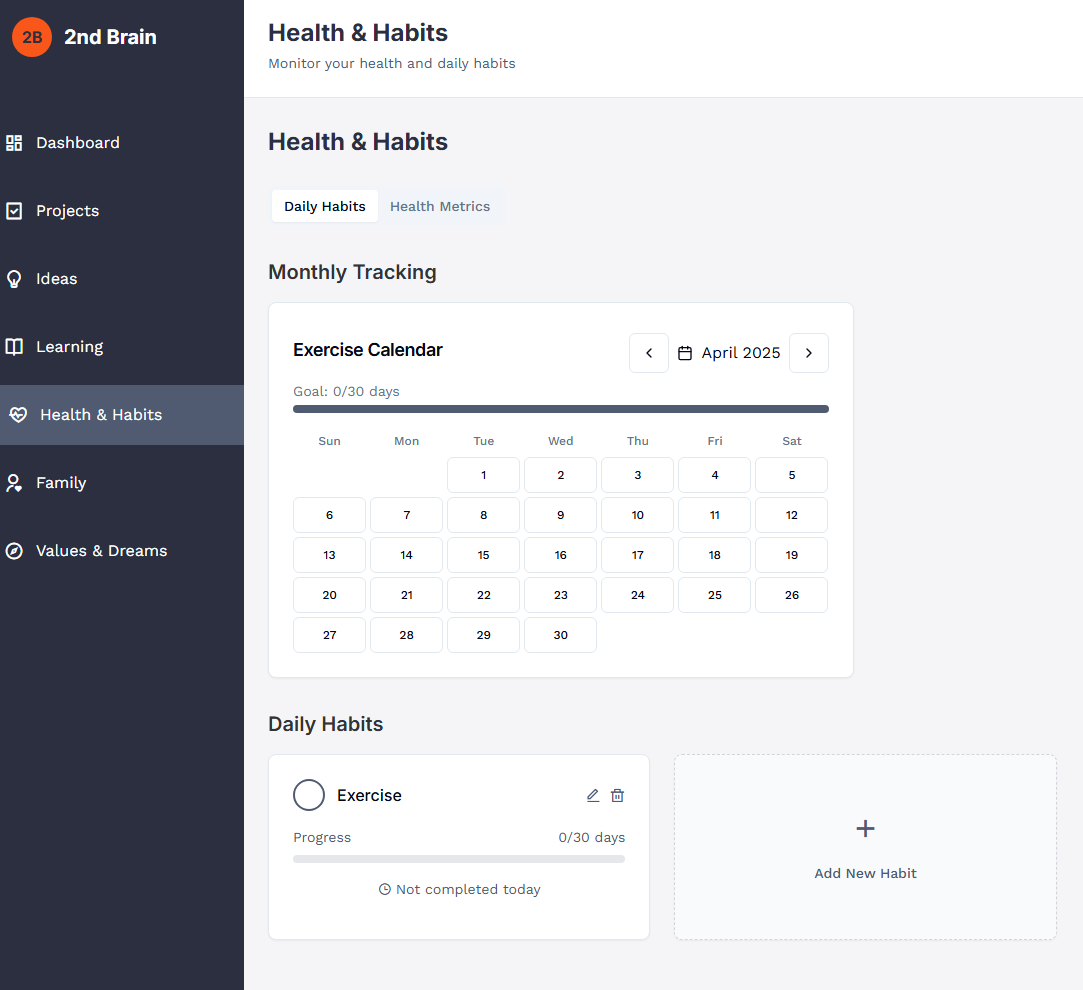 2B 2nd Brain
Dashboard
Projects
Ideas
Learning
Health & Habits
Family
Values & Dreams
Health & Habits
Monitor your health and daily habits
Health & Habits
Daily Habits Health Metrics
Monthly Tracking
Exercise Calendar April 2025
Goal: 0/30 days
Sun Mon Tue Wed Thu Fri Sat
1 2 3 4 5
6 7 8 9 10 11 12
13 14 15 16 17 18 19
20 21 22 23 24 25 26
27 28 29 30
Daily Habits
Exercise
Progress 0/30 days
Not completed today
Add New Habit